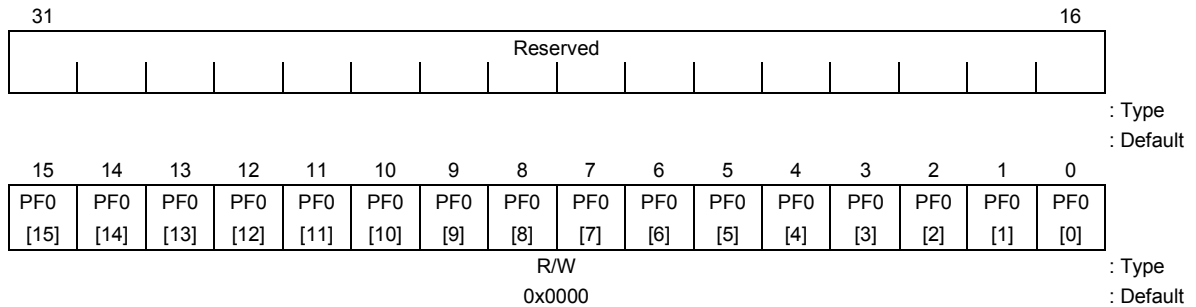 31 16
Reserved
: Type
: Default
15 14 13 12 11 10 9 8 7 6 5 4 3 2 1 0
PF0 PF0 PF0 PF0 PF0 PF0 PF0 PF0 PF0 PF0 PF0 PF0 PF0 PF0 PF0 PF0
[15] [14] [13] [12] [11] [10] [9] [8] [7] [6] [5] [4] [3] [2] [1] [0]
R/W : Type
0x0000 : Default